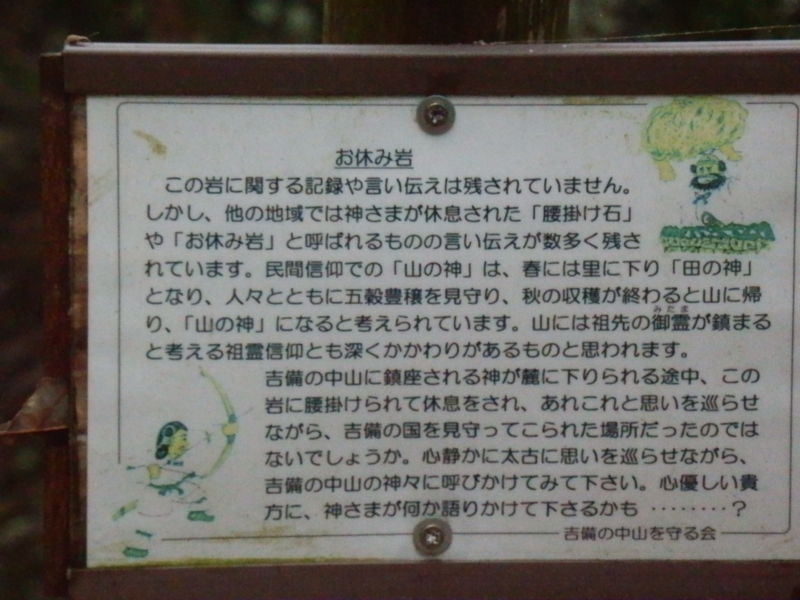 お休み岩
この岩に関する記録や言い伝えは残されていません。
しかし、他の地域では神さまが休息された「腰掛け石」
や「お休み岩」と呼ばれるものの言い伝えが数多く残さ
れています。民間信仰での「山の神」は、春には里に下り「田の神」
となり、人々とともに五穀豊穣を見守り、秋の収穫が終わると山に帰
り、「山の神」になると考えられています。山には祖先の御霊が鎮まる
みたま
と考える祖霊信仰とも深くかかわりがあるものと思われます。
吉備の中山に鎮座される神が麓に下りられる途中、この
岩に腰掛けられて休息をされ、あれこれと思いを巡らせ
ながら、吉備の国を見守ってこられた場所だったのでは
ないでしょうか。心静かに太古に思いを巡らせながら、
吉備の中山の神々に呼びかけてみて下さい。心優しい貴
方に、神さまが何か語りかけて下さるかも ‥‥‥‥？
吉備の中山を守る会